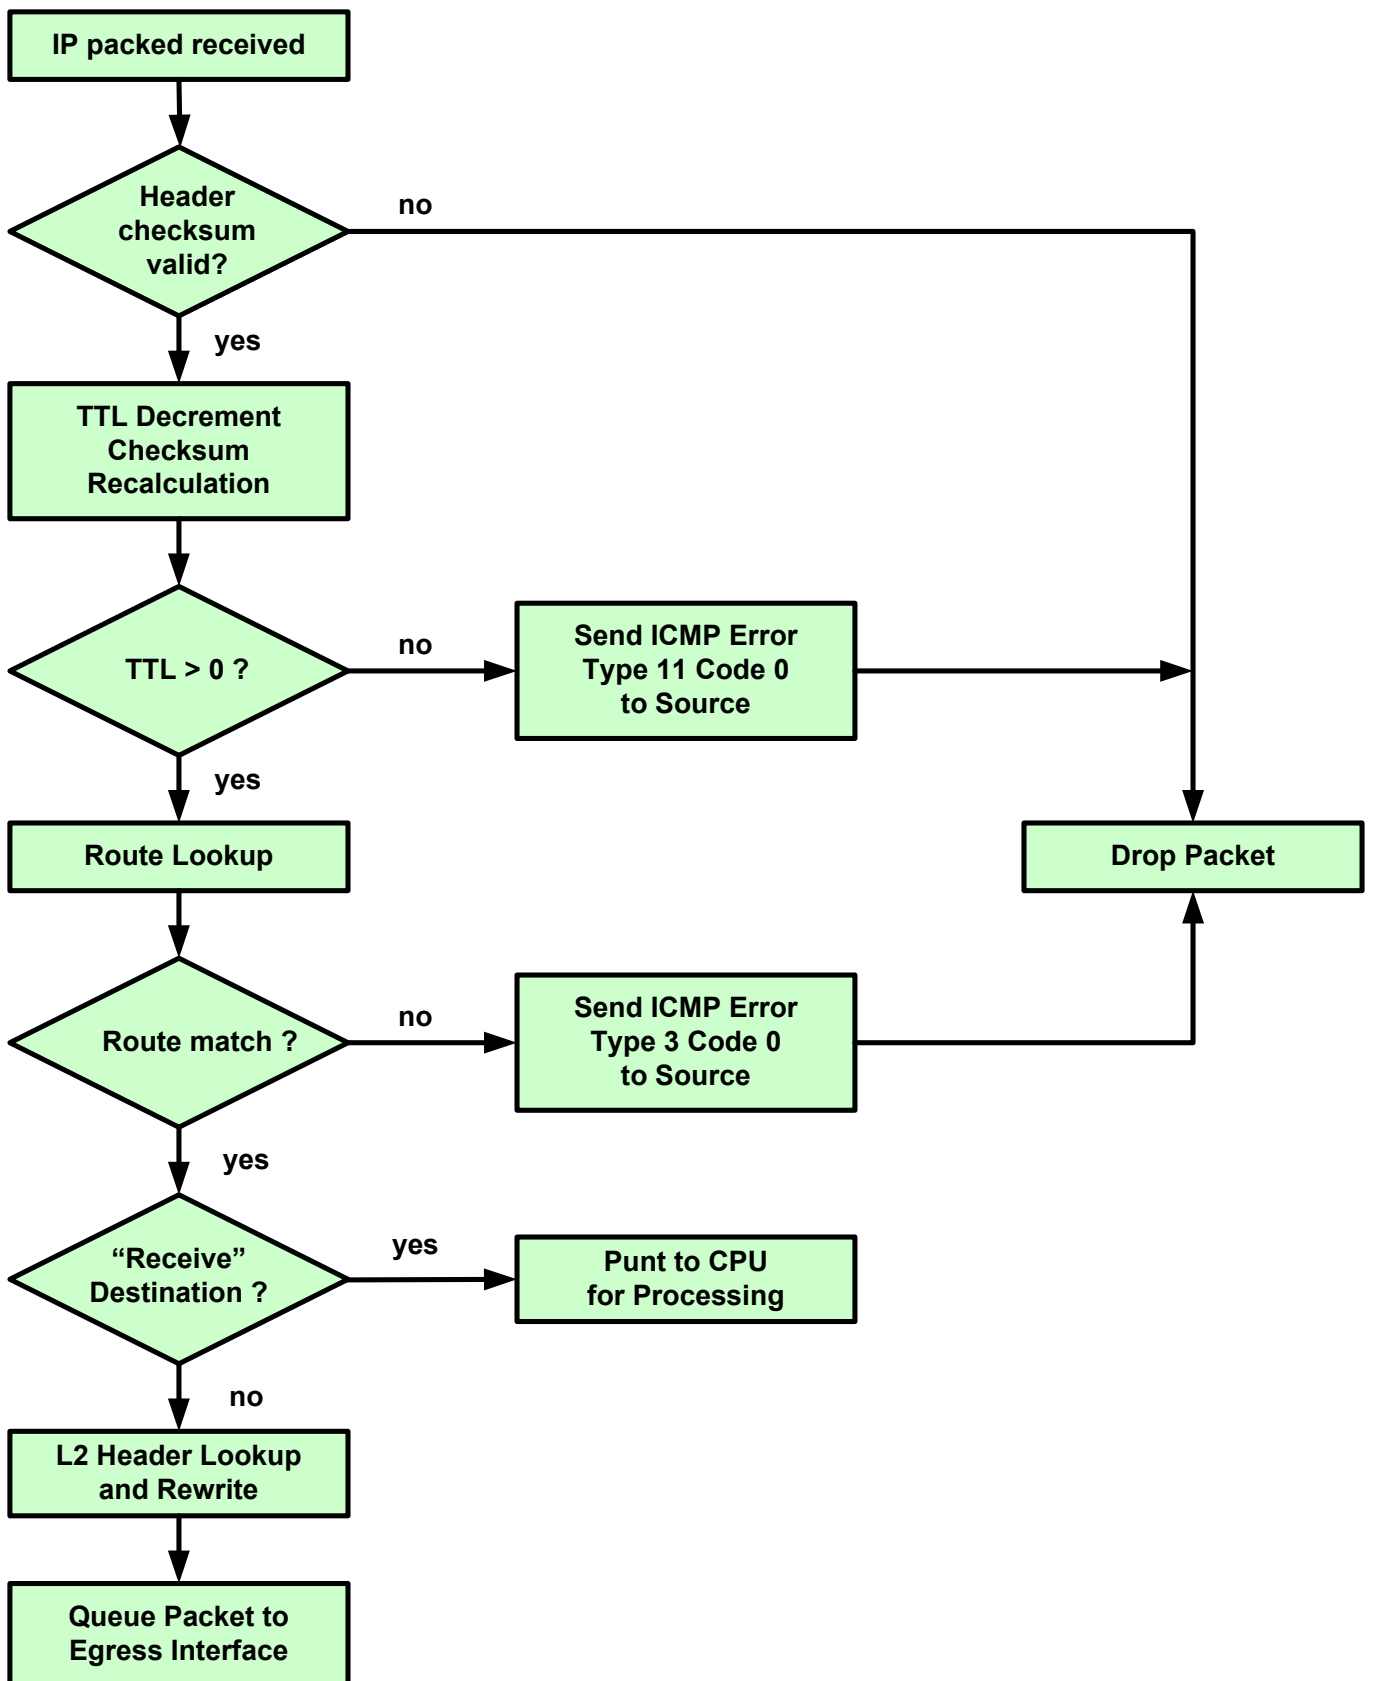 IP packed received
Header
checksum
valid?
no
yes
TTL Decrement
Checksum
Recalculation
TTL > 0 ?
no
Send ICMP Error
Type 11 Code 0
to Source
yes
Route Lookup
Drop Packet
Route match ?
no
Send ICMP Error
Type 3 Code 0
to Source
yes
“Receive”
Destination ?
yes
Punt to CPU
for Processing
no
L2 Header Lookup
and Rewrite
Queue Packet to
Egress Interface